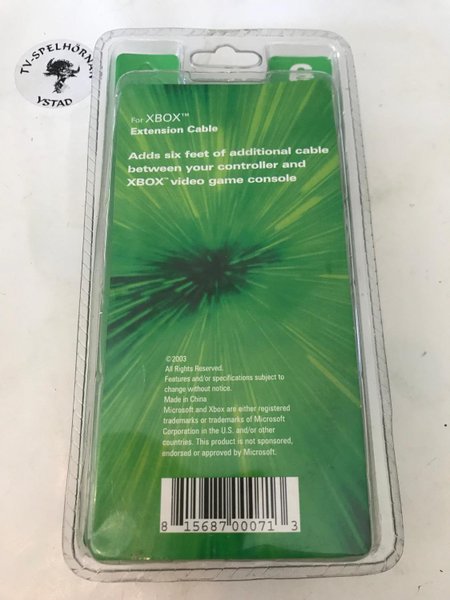 TV-SPELHÖRNAN
YSTAD
For XBOX™
Extension Cable
Adds six feet of additional cable
between your controller and
XBOX™ video game console
©2003
All Rights Reserved.
Features and/or specifications subject to
change without notice.
Made in China
Microsoft and Xbox are either registered
trademarks or trademarks of Microsoft
Corporation in the U.S. and/or other
countries. This product is not sponsored,
endorsed or approved by Microsoft.
8 15687 00071 3